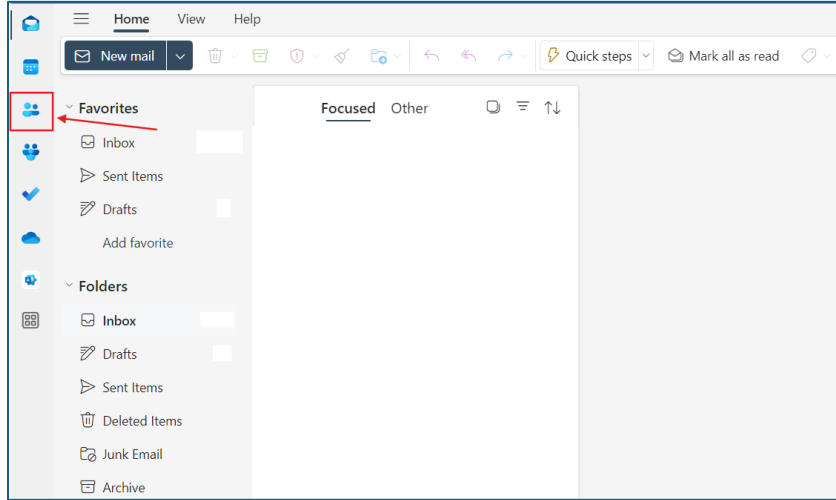 Home View Help
New mail Quick steps Mark all as read
Favorites
Focused Other
Inbox
Sent Items
Drafts
Add favorite
Folders
Inbox
Drafts
Sent Items
Deleted Items
Junk Email
Archive